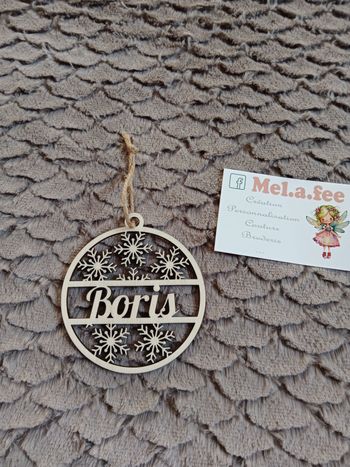 Mel.a.fee
Création
Personnalisation
Couture
Broderie
....
Boris